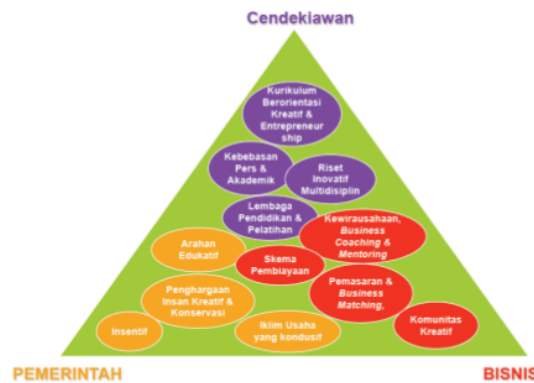 Cendekiawan
Kurikulum
Berorientasi
Kreatif &
Entrepreneur
ship
Kebebasan
Pers &
Akademik
Riset
Inovatif
Multidisiplin
Lembaga
Pendidikan &
Pelatihan
Kewirausahaan,
Business
Coaching &
Mentoring
Arahan
Edukatif
Skema
Pembiayaan
Penghargaan
Insan Kreatif &
Konservasi
Pemasaran &
Business
Matching,
Insentif
Iklim Usaha
yang kondusif
Komunitas
Kreatif
PEMERINTAH
BISNIS